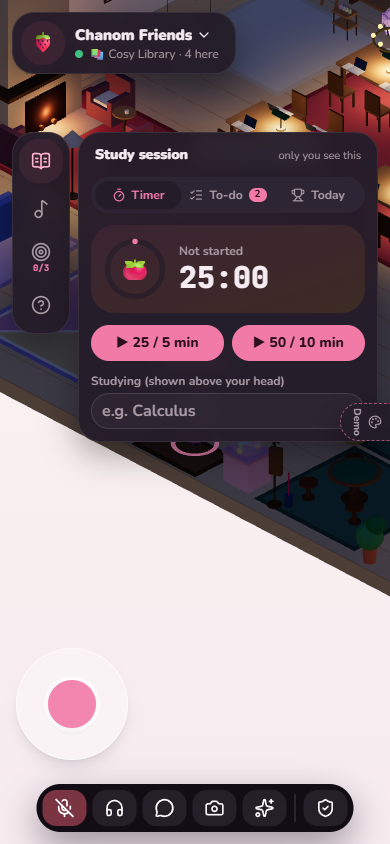 Chanom Friends
Cosy Library · 4 here
Study session
only you see this
Timer
To-do 2
Today
Not started
25:00
25 / 5 min
50 / 10 min
0/3
Studying (shown above your head)
e.g. Calculus
Demo